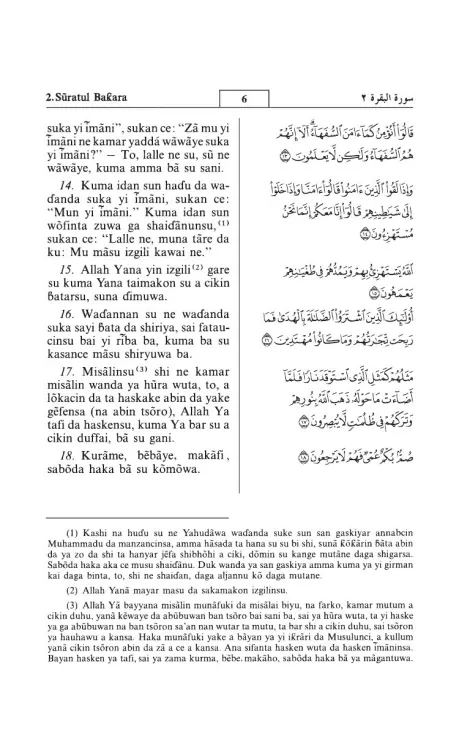 2. Sūratul Baƙara
6
سورة البقرة ٢
suka yi īmāni”, sukan ce: “Zā mu yi
īmāni ne kamar yaddá wāwāye suka
yi īmāni?” — To, lalle ne su, sū ne
wāwāye, kuma amma bā su sani.
14. Kuma idan sun haɗu da wa-
ɗanda suka yi īmāni, sukan ce:
“Mun yi īmāni.” Kuma idan sun
wōfinta zuwa ga shaiɗānunsu,(1)
sukan ce: “Lalle ne, muna tāre da
ku: Mu māsu izgili kawai ne.”
15. Allah Yana yin izgili(2) gare
su kuma Yana taimakon su a cikin
ɓatarsu, suna ɗimuwa.
16. Waɗannan su ne waɗanda
suka sayi ɓata da shiriya, sai fatau-
cinsu bai yi rība ba, kuma ba su
kasance māsu shiryuwa ba.
17. Misālinsu(3) shi ne kamar
misālin wanda ya hūra wuta, to, a
lōkacin da ta haskake abin da yake
gēfensa (na abin tsōro), Allah Ya
tafi da haskensu, kuma Ya bar su a
cikin duffai, bā su gani.
18. Kurāme, bēbāye, makāfi,
sabōda haka bā su kōmōwa.
قَالُوٓا۟ أَنُؤْمِنُ كَمَآ ءَامَنَ ٱلسُّفَهَآءُ ۗ أَلَآ إِنَّهُمْ
هُمُ ٱلسُّفَهَآءُ وَلَـٰكِن لَّا يَعْلَمُونَ ١٣
وَإِذَا لَقُوا۟ ٱلَّذِينَ ءَامَنُوا۟ قَالُوٓا۟ ءَامَنَّا وَإِذَا خَلَوْا۟
إِلَىٰ شَيَـٰطِينِهِمْ قَالُوٓا۟ إِنَّا مَعَكُمْ إِنَّمَا نَحْنُ
مُسْتَهْزِءُونَ ١٤
ٱللَّهُ يَسْتَهْزِئُ بِهِمْ وَيَمُدُّهُمْ فِى طُغْيَـٰنِهِمْ
يَعْمَهُونَ ١٥
أُو۟لَـٰٓئِكَ ٱلَّذِينَ ٱشْتَرَوُا۟ ٱلضَّلَـٰلَةَ بِٱلْهُدَىٰ فَمَا
رَبِحَت تِّجَـٰرَتُهُمْ وَمَا كَانُوا۟ مُهْتَدِينَ ١٦
مَثَلُهُمْ كَمَثَلِ ٱلَّذِى ٱسْتَوْقَدَ نَارًا فَلَمَّآ
أَضَآءَتْ مَا حَوْلَهُۥ ذَهَبَ ٱللَّهُ بِنُورِهِمْ
وَتَرَكَهُمْ فِى ظُلُمَـٰتٍ لَّا يُبْصِرُونَ ١٧
صُمٌّۢ بُكْمٌ عُمْىٌ فَهُمْ لَا يَرْجِعُونَ ١٨
(1) Kashi na huɗu su ne Yahudāwa waɗanda suke sun san gaskiyar annabcin
Muhammadu da manzancinsa, amma hāsada ta hana su su bi shi, sunā ƙōƙārin ɓāta abin
da ya zo da shi ta hanyar jēfa shibhōhi a ciki, dōmin su kange mutāne daga shigarsa.
Sabōda haka aka ce musu shaiɗānu. Duk wanda ya san gaskiya amma kuma ya yi girman
kai daga binta, to, shi ne shaiɗan, daga aljannu kō daga mutane.
(2) Allah Yanā mayar masu da sakamakon izgilinsu.
(3) Allah Yā bayyana misālin munāfuki da misālai biyu, na farko, kamar mutum a
cikin duhu, yanā kēwaye da abūbuwan ban tsōro bai sani ba, sai ya hūra wuta, ta yi haske
ya ga abūbuwan na ban tsōron sa'an nan wutar ta mutu, ta bar shi a cikin duhu, sai tsōron
ya hauhawu a kansa. Haka munāfuki yake a bāyan ya yi iƙrāri da Musulunci, a kullum
yanā cikin tsōron abin da zā a ce a kansa. Ana sifanta hasken wuta da hasken īmāninsa.
Bayan hasken ya tafi, sai ya zama kurma, bēbe, makāho, sabōda haka bā ya māgantuwa.